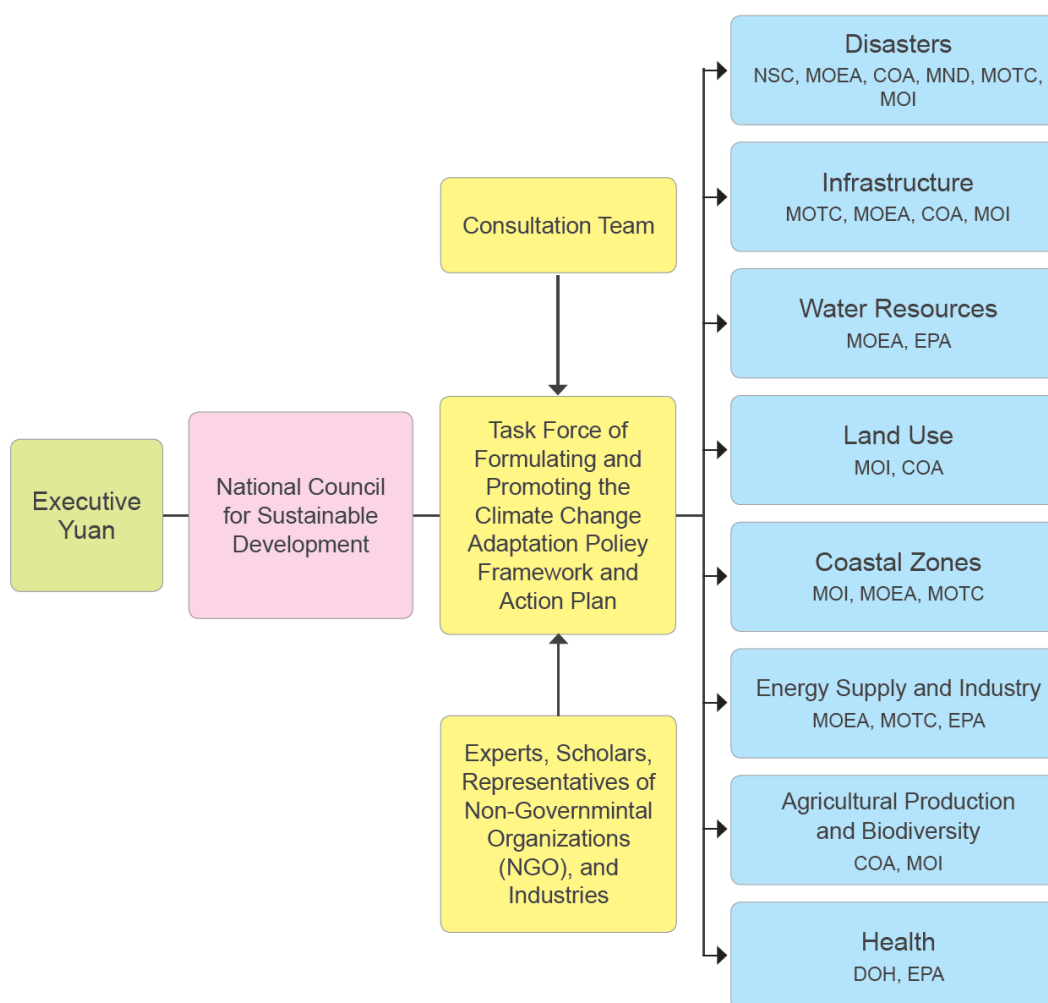 Executive
Yuan
National Council
for Sustainable
Development
Consultation Team
Task Force of
Formulating and
Promoting the
Climate Change
Adaptation Policy
Framework and
Action Plan
Experts, Scholars,
Representatives of
Non-Governmintal
Organizations
(NGO), and
Industries
Disasters
NSC, MOEA, COA, MND, MOTC,
MOI
Infrastructure
MOTC, MOEA, COA, MOI
Water Resources
MOEA, EPA
Land Use
MOI, COA
Coastal Zones
MOI, MOEA, MOTC
Energy Supply and Industry
MOEA, MOTC, EPA
Agricultural Production
and Biodiversity
COA, MOI
Health
DOH, EPA